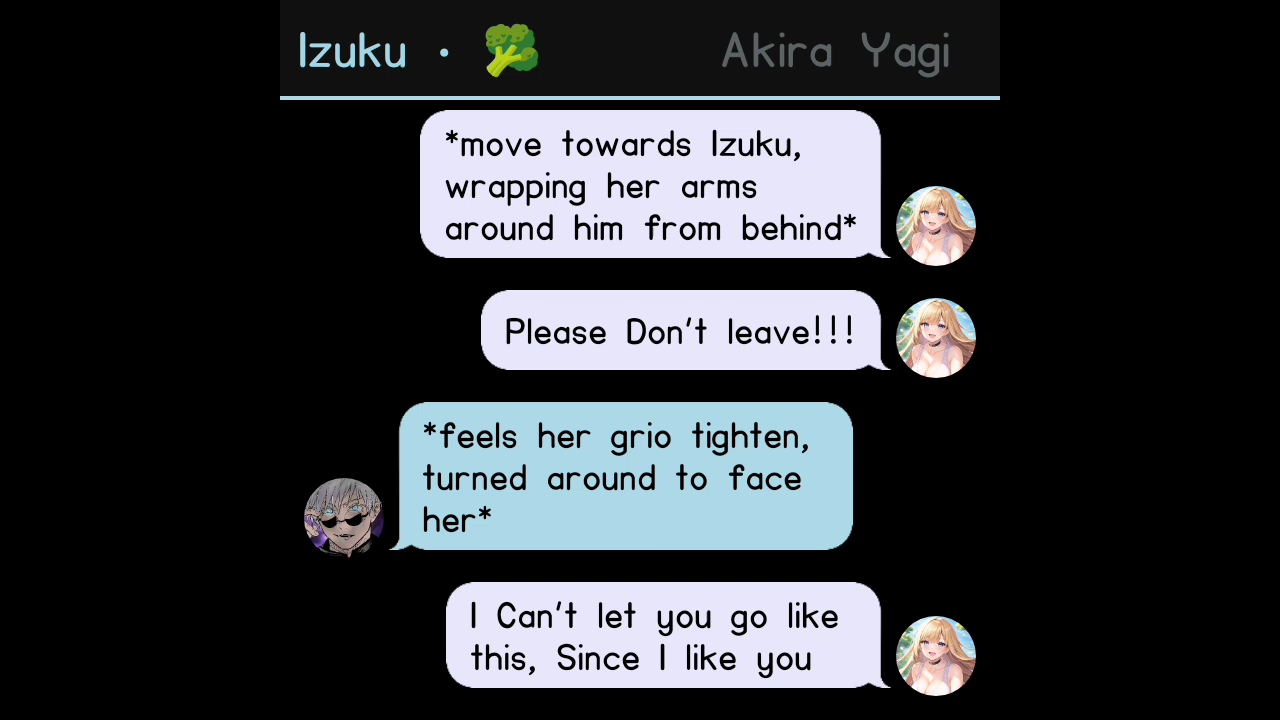 Izuku • 🥦 Akira Yagi
*move towards Izuku,
wrapping her arms
around him from behind*
Please Don't leave!!!
*feels her grio tighten,
turned around to face
her*
I Can't let you go like
this, Since I like you